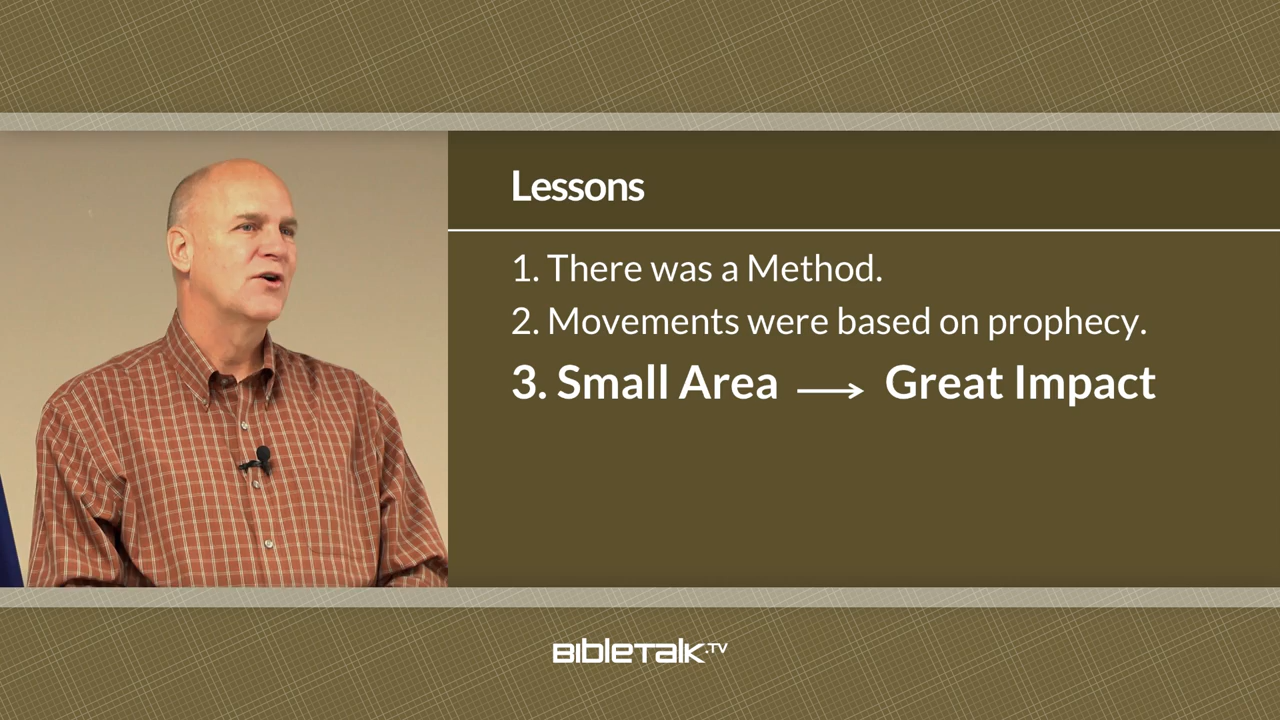 Lessons
1. There was a Method.
2. Movements were based on prophecy.
3. Small Area → Great Impact
BibleTalk.TV